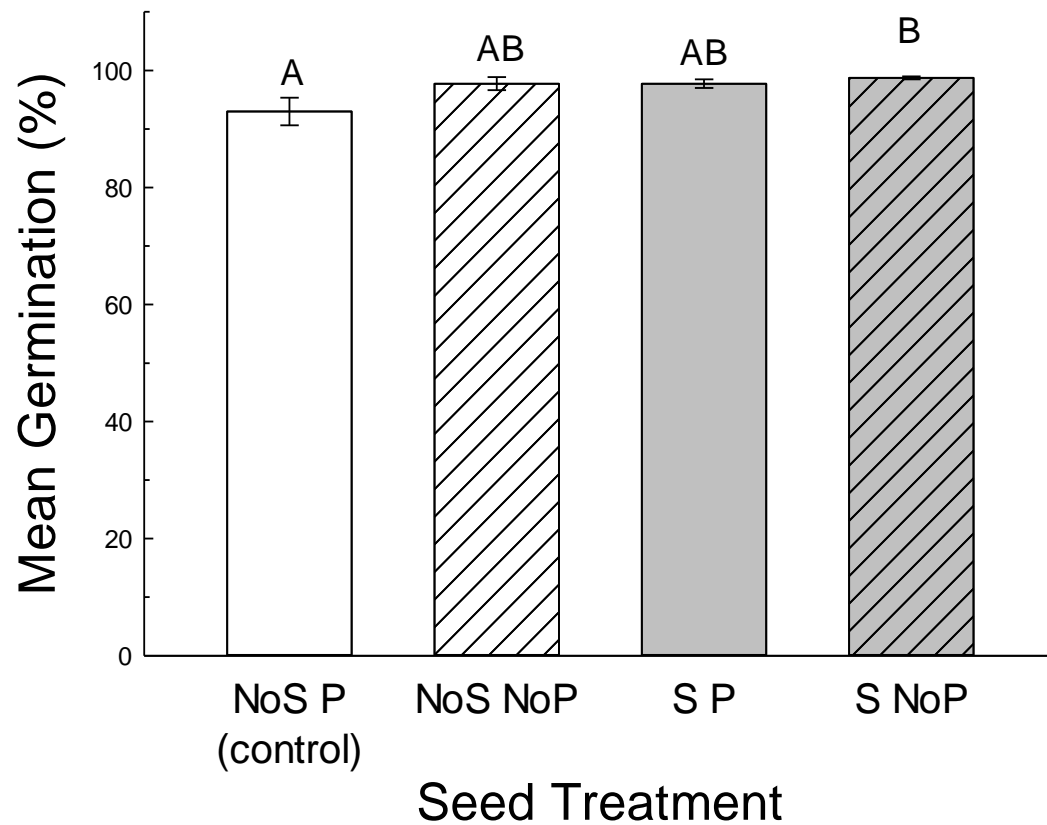 Mean Germination (%)
100
80
60
40
20
0
A
AB
AB
B
NoS P
(control)
NoS NoP
S P
S NoP
Seed Treatment